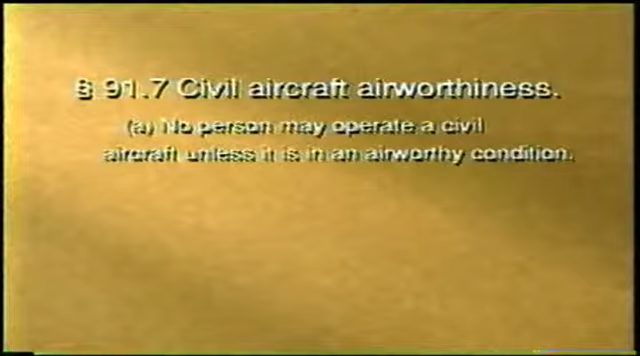 § 91.7 Civil aircraft airworthiness.
(a) No person may operate a civil
aircraft unless it is in an airworthy condition.